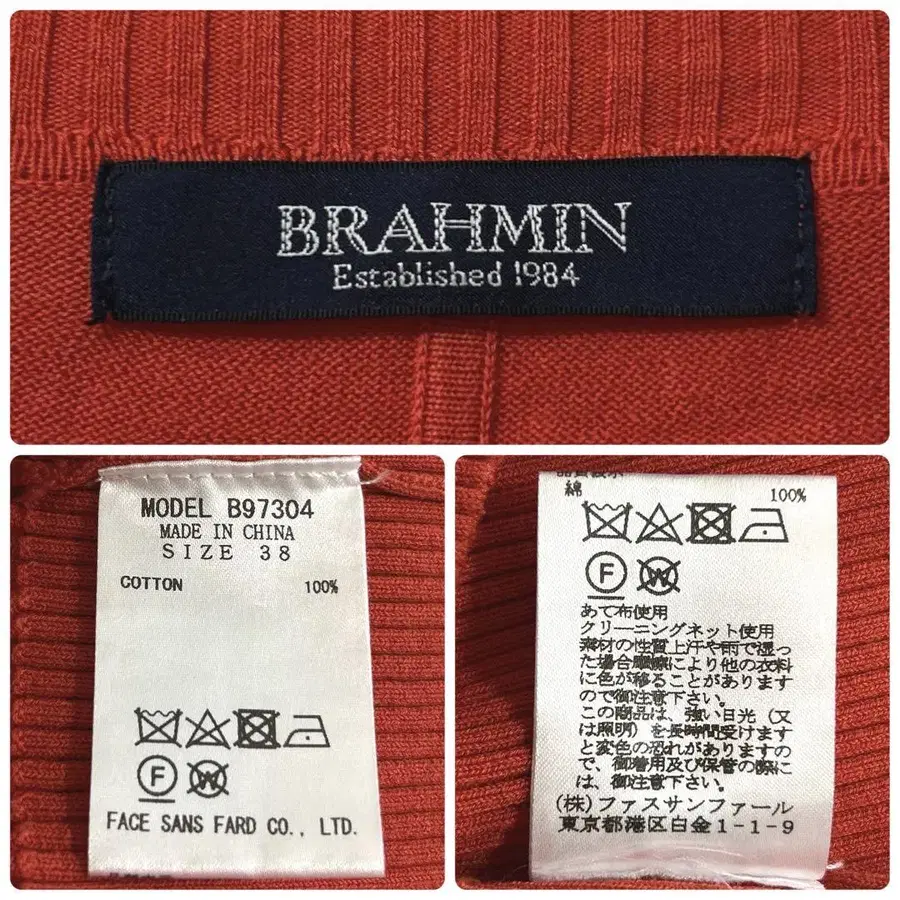 BRAHMIN
Established 1984
MODEL B97304
MADE IN CHINA
SIZE 38
COTTON 100%
F
W
FACE SANS FARD CO., LTD.
綿 100%
F
W
あて布使用
クリーニングネット使用
素材の性質上汗や雨で湿っ
た場合摩擦により他の衣料
に色が移ることがあります
ので御注意下さい。
この商品は、強い日光(又
は照明)を長時間受けます
と変色の恐れがありますの
で、御着用及び保管の際に
は、御注意下さい。
(株)ファスサンファール
東京都港区白金1-1-9